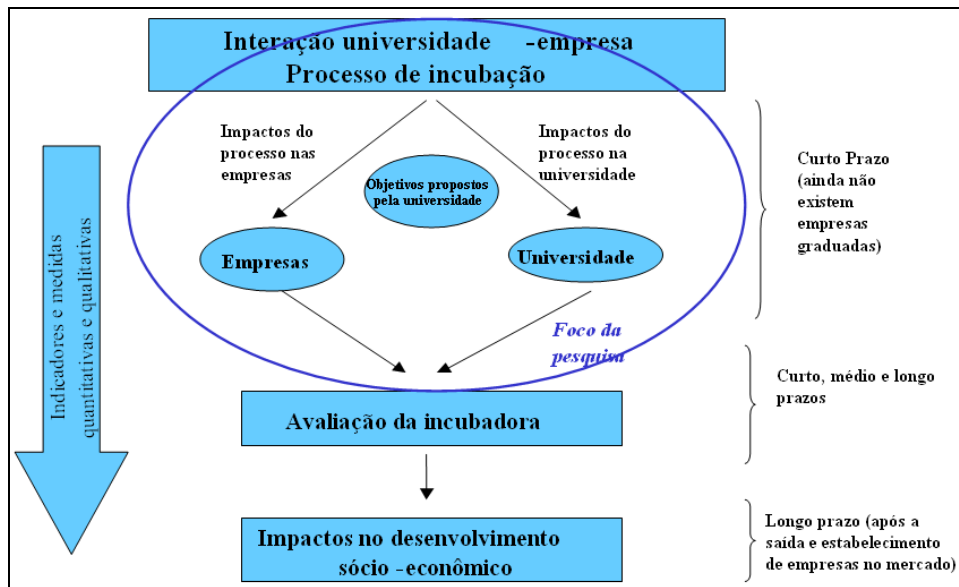 Interação universidade -empresa
Processo de incubação
Impactos do
processo nas
empresas
Impactos do
processo na
universidade
Objetivos propostos
pela universidade
Empresas
Universidade
Foco da
pesquisa
Avaliação da incubadora
Impactos no desenvolvimento
sócio -econômico
Indicadores e medidas
quantitativas e qualitativas
Curto Prazo
(ainda não
existem
empresas
graduadas)
Curto, médio e longo
prazos
Longo prazo (após a
saída e estabelecimento
de empresas no mercado)